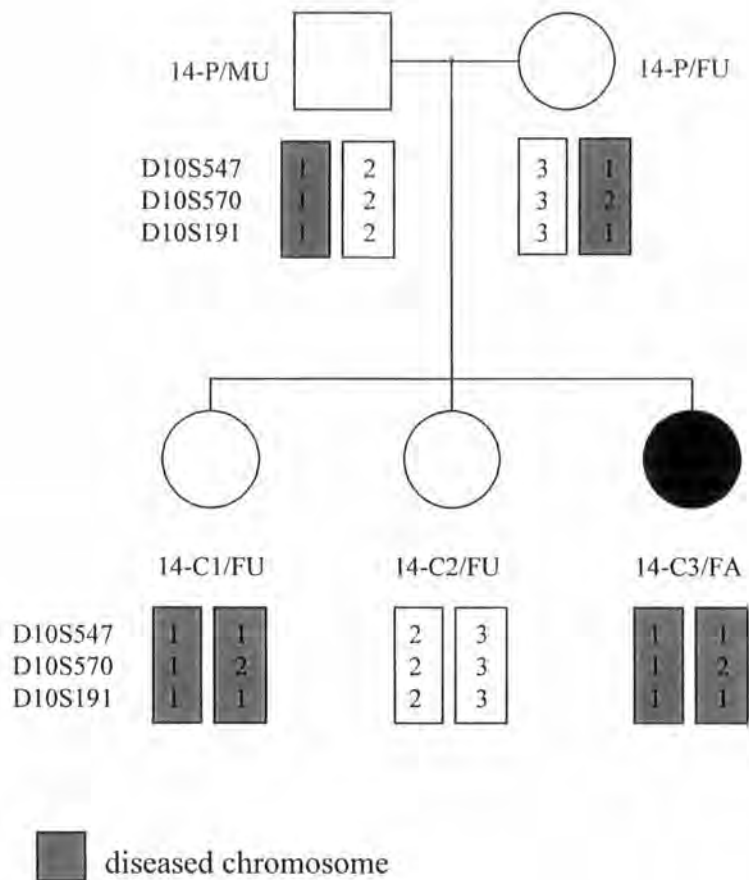 14-P/MU 14-P/FU
D10S547 1 2 3 1
D10S570 1 2 3 2
D10S191 1 2 3 1
14-C1/FU 14-C2/FU 14-C3/FA
D10S547 1 1 2 3 1 1
D10S570 1 2 2 3 1 2
D10S191 1 1 2 3 1 1
diseased chromosome